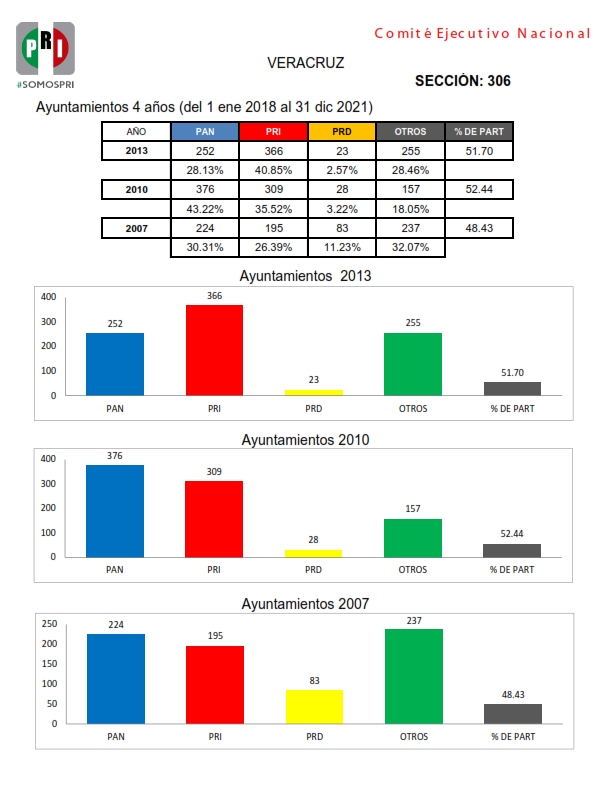 Comité Ejecutivo Nacional
PRI
#SOMOSPRI
VERACRUZ
SECCIÓN: 306
Ayuntamientos 4 años (del 1 ene 2018 al 31 dic 2021)
AÑO PAN PRI PRD OTROS % DE PART
2013 252 366 23 255 51.70
28.13% 40.85% 2.57% 28.46%
2010 376 309 28 157 52.44
43.22% 35.52% 3.22% 18.05%
2007 224 195 83 237 48.43
30.31% 26.39% 11.23% 32.07%
Ayuntamientos 2013
400
300
200
100
0
252 366 23 255 51.70
PAN PRI PRD OTROS % DE PART
Ayuntamientos 2010
400
300
200
100
0
376 309 28 157 52.44
PAN PRI PRD OTROS % DE PART
Ayuntamientos 2007
250
200
150
100
50
0
224 195 83 237 48.43
PAN PRI PRD OTROS % DE PART